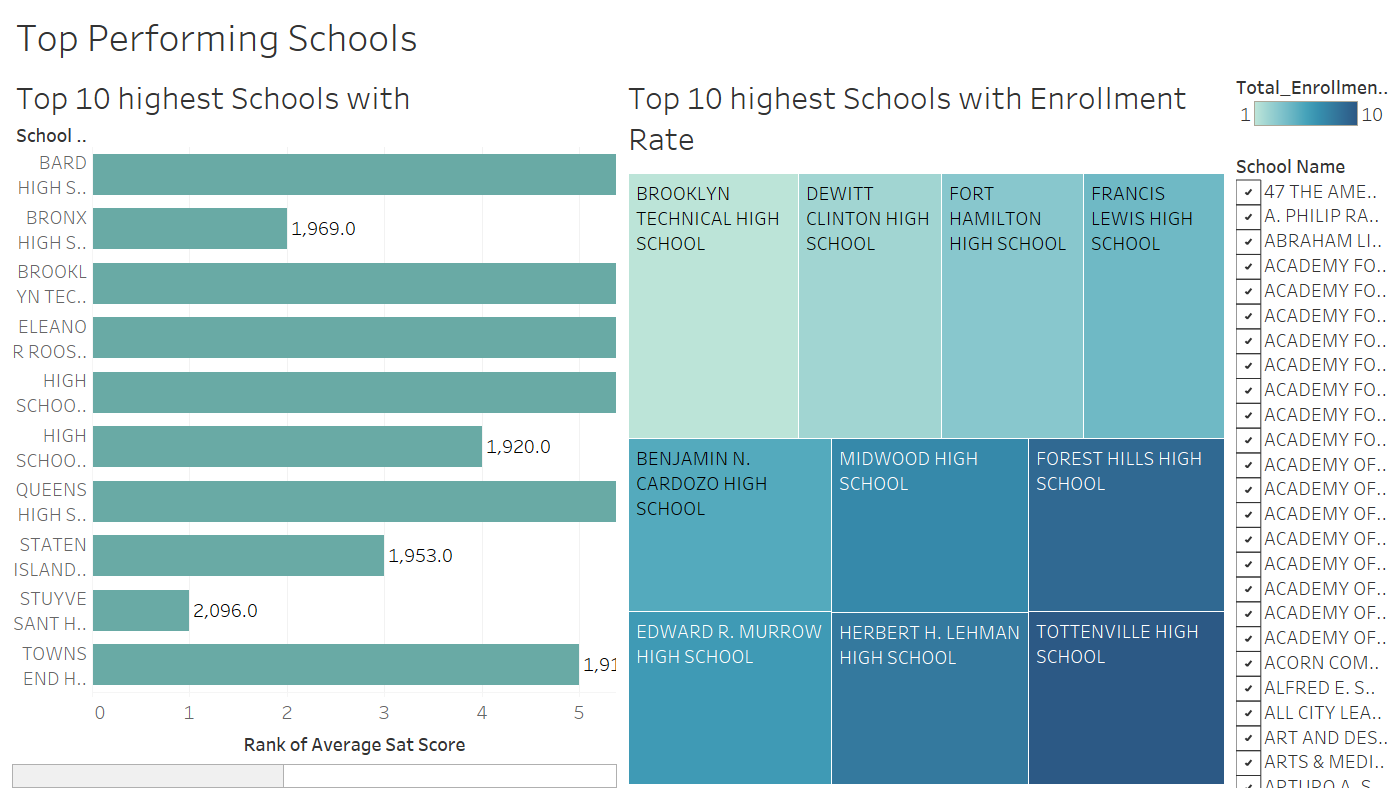 Top Performing Schools
Top 10 highest Schools with
School ..
BARD
HIGH S..
BRONX
HIGH S..
1,969.0
BROOKL
YN TEC..
ELEANO
R ROOS..
HIGH
SCHOO..
HIGH
SCHOO..
1,920.0
QUEENS
HIGH S..
STATEN
ISLAND..
1,953.0
STUYVE
SANT H..
2,096.0
TOWNS
END H..
1,91
0 1 2 3 4 5
Rank of Average Sat Score
Top 10 highest Schools with Enrollment
Rate
BROOKLYN
TECHNICAL HIGH
SCHOOL
DEWITT
CLINTON HIGH
SCHOOL
FORT
HAMILTON
HIGH SCHOOL
FRANCIS
LEWIS HIGH
SCHOOL
BENJAMIN N.
CARDOZO HIGH
SCHOOL
MIDWOOD HIGH
SCHOOL
FOREST HILLS HIGH
SCHOOL
EDWARD R. MURROW
HIGH SCHOOL
HERBERT H. LEHMAN
HIGH SCHOOL
TOTTENVILLE HIGH
SCHOOL
Total_Enrollmen..
1 10
School Name
47 THE AME..
A. PHILIP RA..
ABRAHAM LI..
ACADEMY FO..
ACADEMY FO..
ACADEMY FO..
ACADEMY FO..
ACADEMY FO..
ACADEMY FO..
ACADEMY FO..
ACADEMY FO..
ACADEMY OF..
ACADEMY OF..
ACADEMY OF..
ACADEMY OF..
ACADEMY OF..
ACADEMY OF..
ACADEMY OF..
ACADEMY OF..
ACORN COM..
ALFRED E. S..
ALL CITY LEA..
ART AND DES..
ARTS & MEDI..
ARTURO A. S..